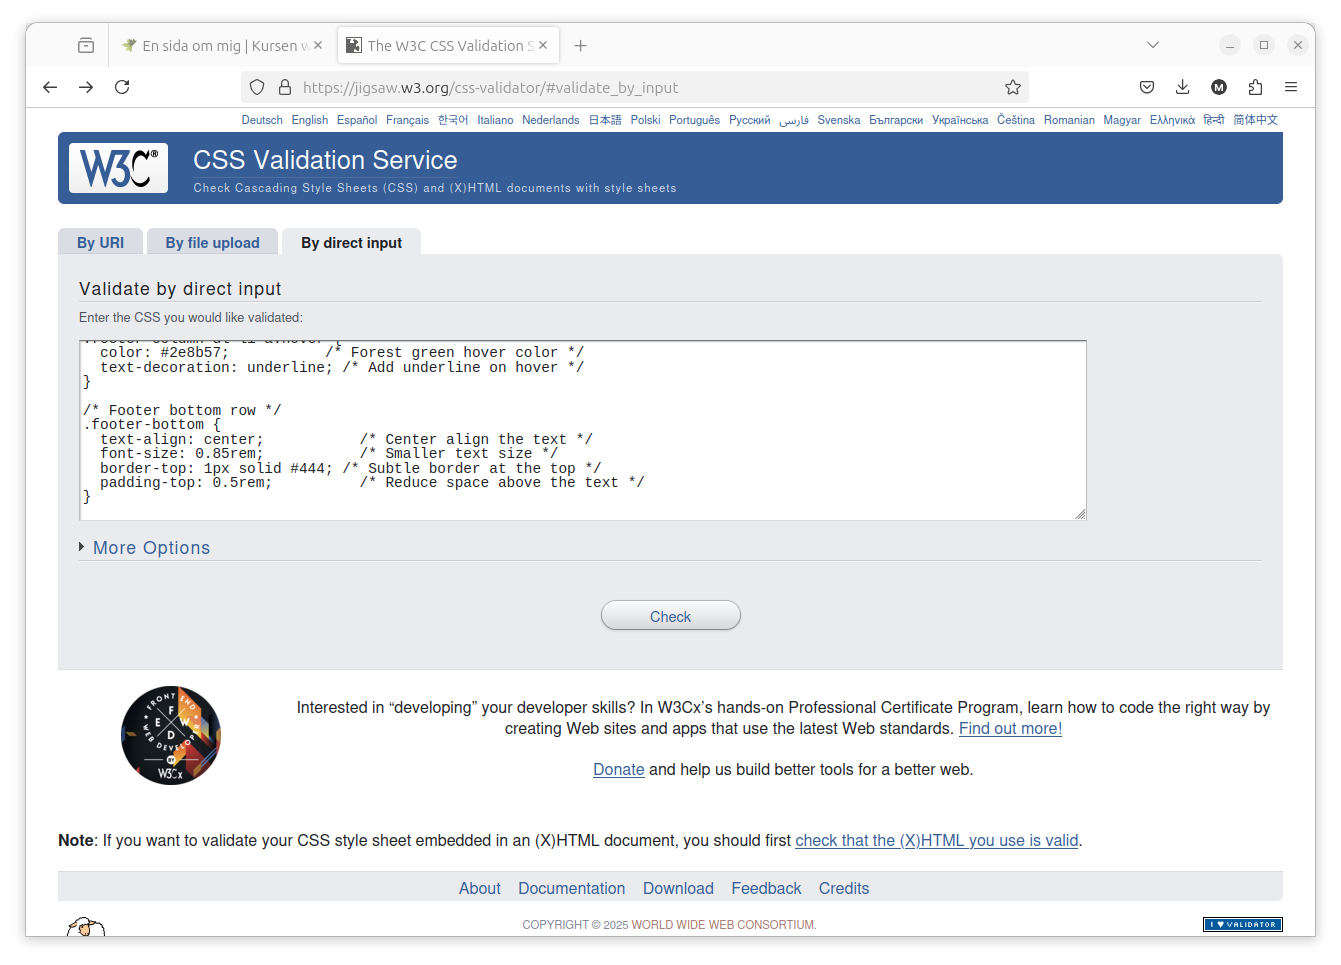 En sida om mig | Kursen w
The W3C CSS Validation S
https://jigsaw.w3.org/css-validator/#validate_by_input
M
Deutsch English Español Français 한국어 Italiano Nederlands 日本語 Polski Português Русский فارسی Svenska Български Українська Čeština Romanian Magyar Ελληνικά हिन्दी 简体中文
W3C®
CSS Validation Service
Check Cascading Style Sheets (CSS) and (X)HTML documents with style sheets
By URI By file upload By direct input
Validate by direct input
Enter the CSS you would like validated:
.footer-column ul li a:hover {
color: #2e8b57; /* Forest green hover color */
text-decoration: underline; /* Add underline on hover */
}
/* Footer bottom row */
.footer-bottom {
text-align: center; /* Center align the text */
font-size: 0.85rem; /* Smaller text size */
border-top: 1px solid #444; /* Subtle border at the top */
padding-top: 0.5rem; /* Reduce space above the text */
}
More Options
Check
FRONT END
F
E W
D
WEB DEVELOPER
BY
W3Cx
Interested in “developing” your developer skills? In W3Cx’s hands-on Professional Certificate Program, learn how to code the right way by
creating Web sites and apps that use the latest Web standards. Find out more!
Donate and help us build better tools for a better web.
Note: If you want to validate your CSS style sheet embedded in an (X)HTML document, you should first check that the (X)HTML you use is valid.
About Documentation Download Feedback Credits
COPYRIGHT © 2025 WORLD WIDE WEB CONSORTIUM.
I ♥ VALIDATOR